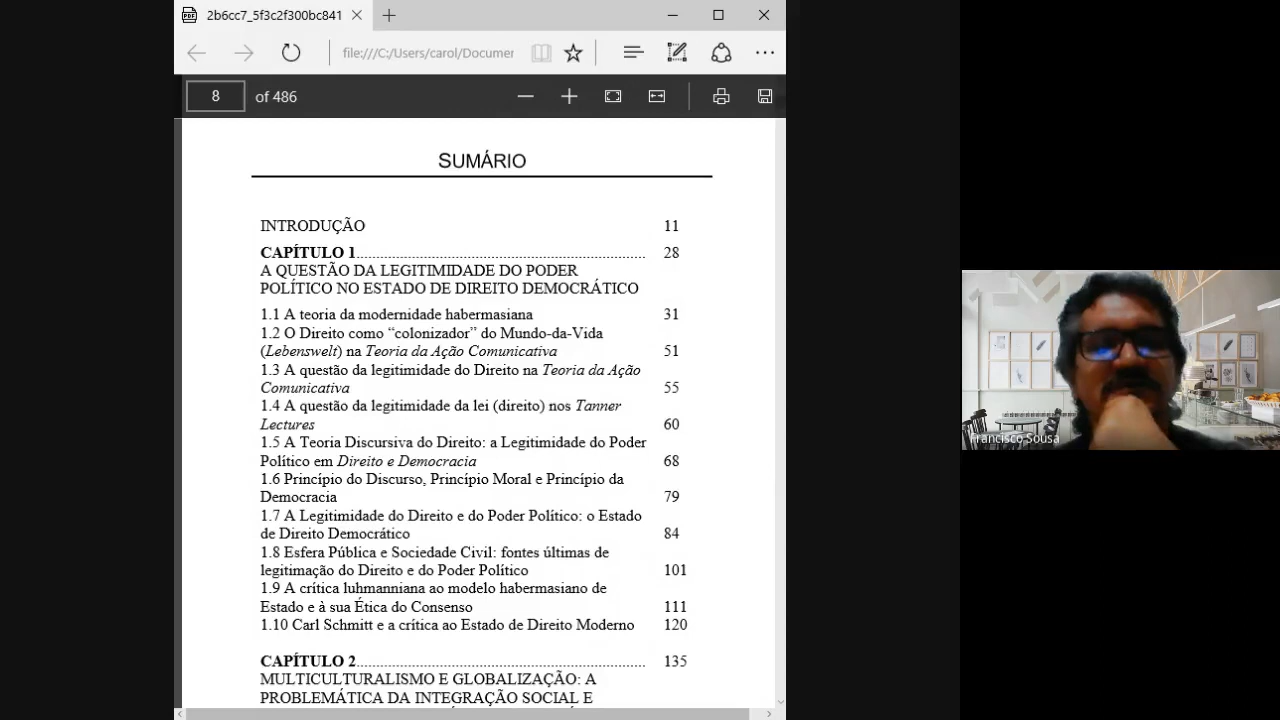 2b6cc7_5f3c2f300bc841
file:///C:/Users/carol/Documer
8 of 486
SUMÁRIO
INTRODUÇÃO 11
CAPÍTULO 1 28
A QUESTÃO DA LEGITIMIDADE DO PODER
POLÍTICO NO ESTADO DE DIREITO DEMOCRÁTICO
1.1 A teoria da modernidade habermasiana 31
1.2 O Direito como “colonizador” do Mundo-da-Vida
(Lebenswelt) na Teoria da Ação Comunicativa 51
1.3 A questão da legitimidade do Direito na Teoria da Ação
Comunicativa 55
1.4 A questão da legitimidade da lei (direito) nos Tanner
Lectures 60
1.5 A Teoria Discursiva do Direito: a Legitimidade do Poder
Político em Direito e Democracia 68
1.6 Princípio do Discurso, Princípio Moral e Princípio da
Democracia 79
1.7 A Legitimidade do Direito e do Poder Político: o Estado
de Direito Democrático 84
1.8 Esfera Pública e Sociedade Civil: fontes últimas de
legitimação do Direito e do Poder Político 101
1.9 A crítica luhmanniana ao modelo habermasiano de
Estado e à sua Ética do Consenso 111
1.10 Carl Schmitt e a crítica ao Estado de Direito Moderno 120
CAPÍTULO 2 135
MULTICULTURALISMO E GLOBALIZAÇÃO: A
PROBLEMÁTICA DA INTEGRAÇÃO SOCIAL E
Francisco Sousa